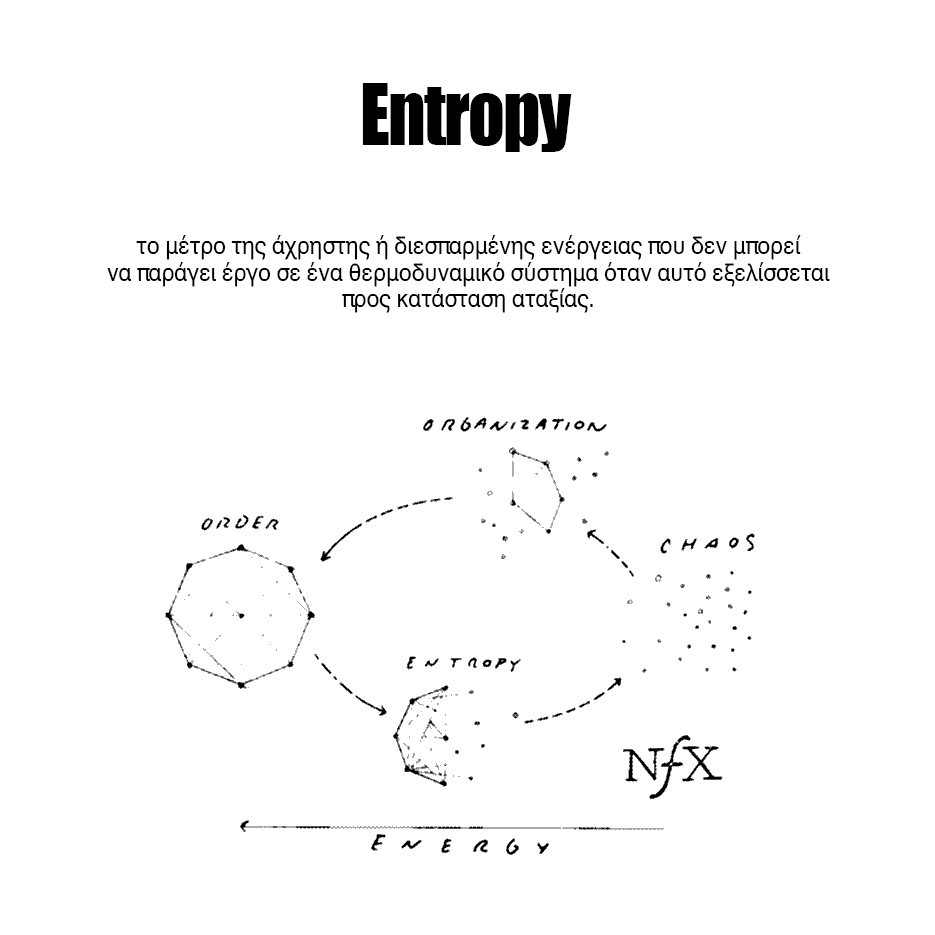 Entropy
το μέτρο της άχρηστης ή διεσπαρμένης ενέργειας που δεν μπορεί
να παράγει έργο σε ένα θερμοδυναμικό σύστημα όταν αυτό εξελίσσεται
προς κατάσταση αταξίας.
ORGANIZATION
ORDER
CHAOS
ENTROPY
NfX
ENERGY